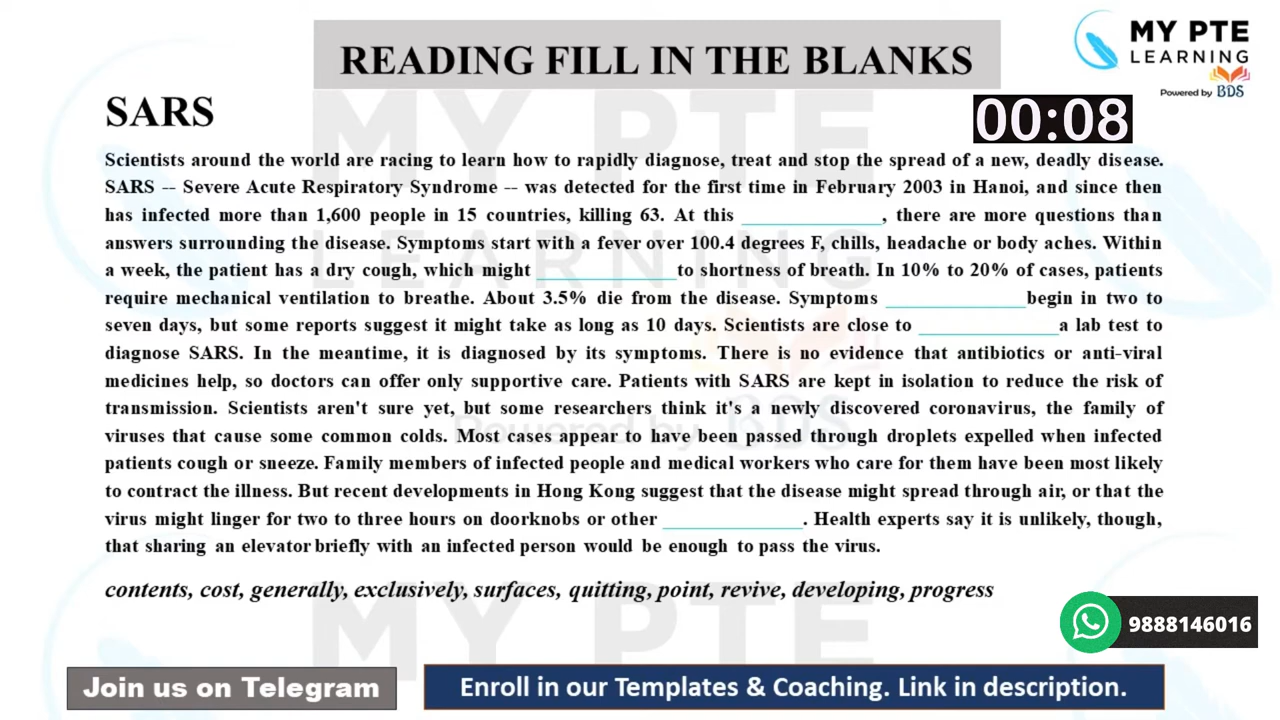 READING FILL IN THE BLANKS
MY PTE
LEARNING
Powered by BDS
SARS
00:08
Scientists around the world are racing to learn how to rapidly diagnose, treat and stop the spread of a new, deadly disease.
SARS -- Severe Acute Respiratory Syndrome -- was detected for the first time in February 2003 in Hanoi, and since then
has infected more than 1,600 people in 15 countries, killing 63. At this ______________, there are more questions than
answers surrounding the disease. Symptoms start with a fever over 100.4 degrees F, chills, headache or body aches. Within
a week, the patient has a dry cough, which might ______________to shortness of breath. In 10% to 20% of cases, patients
require mechanical ventilation to breathe. About 3.5% die from the disease. Symptoms ______________begin in two to
seven days, but some reports suggest it might take as long as 10 days. Scientists are close to ______________a lab test to
diagnose SARS. In the meantime, it is diagnosed by its symptoms. There is no evidence that antibiotics or anti-viral
medicines help, so doctors can offer only supportive care. Patients with SARS are kept in isolation to reduce the risk of
transmission. Scientists aren't sure yet, but some researchers think it's a newly discovered coronavirus, the family of
viruses that cause some common colds. Most cases appear to have been passed through droplets expelled when infected
patients cough or sneeze. Family members of infected people and medical workers who care for them have been most likely
to contract the illness. But recent developments in Hong Kong suggest that the disease might spread through air, or that the
virus might linger for two to three hours on doorknobs or other ______________. Health experts say it is unlikely, though,
that sharing an elevator briefly with an infected person would be enough to pass the virus.
contents, cost, generally, exclusively, surfaces, quitting, point, revive, developing, progress
9888146016
Join us on Telegram
Enroll in our Templates & Coaching. Link in description.
MY PTE
LEARNING
Powered by BDS
MY PTE